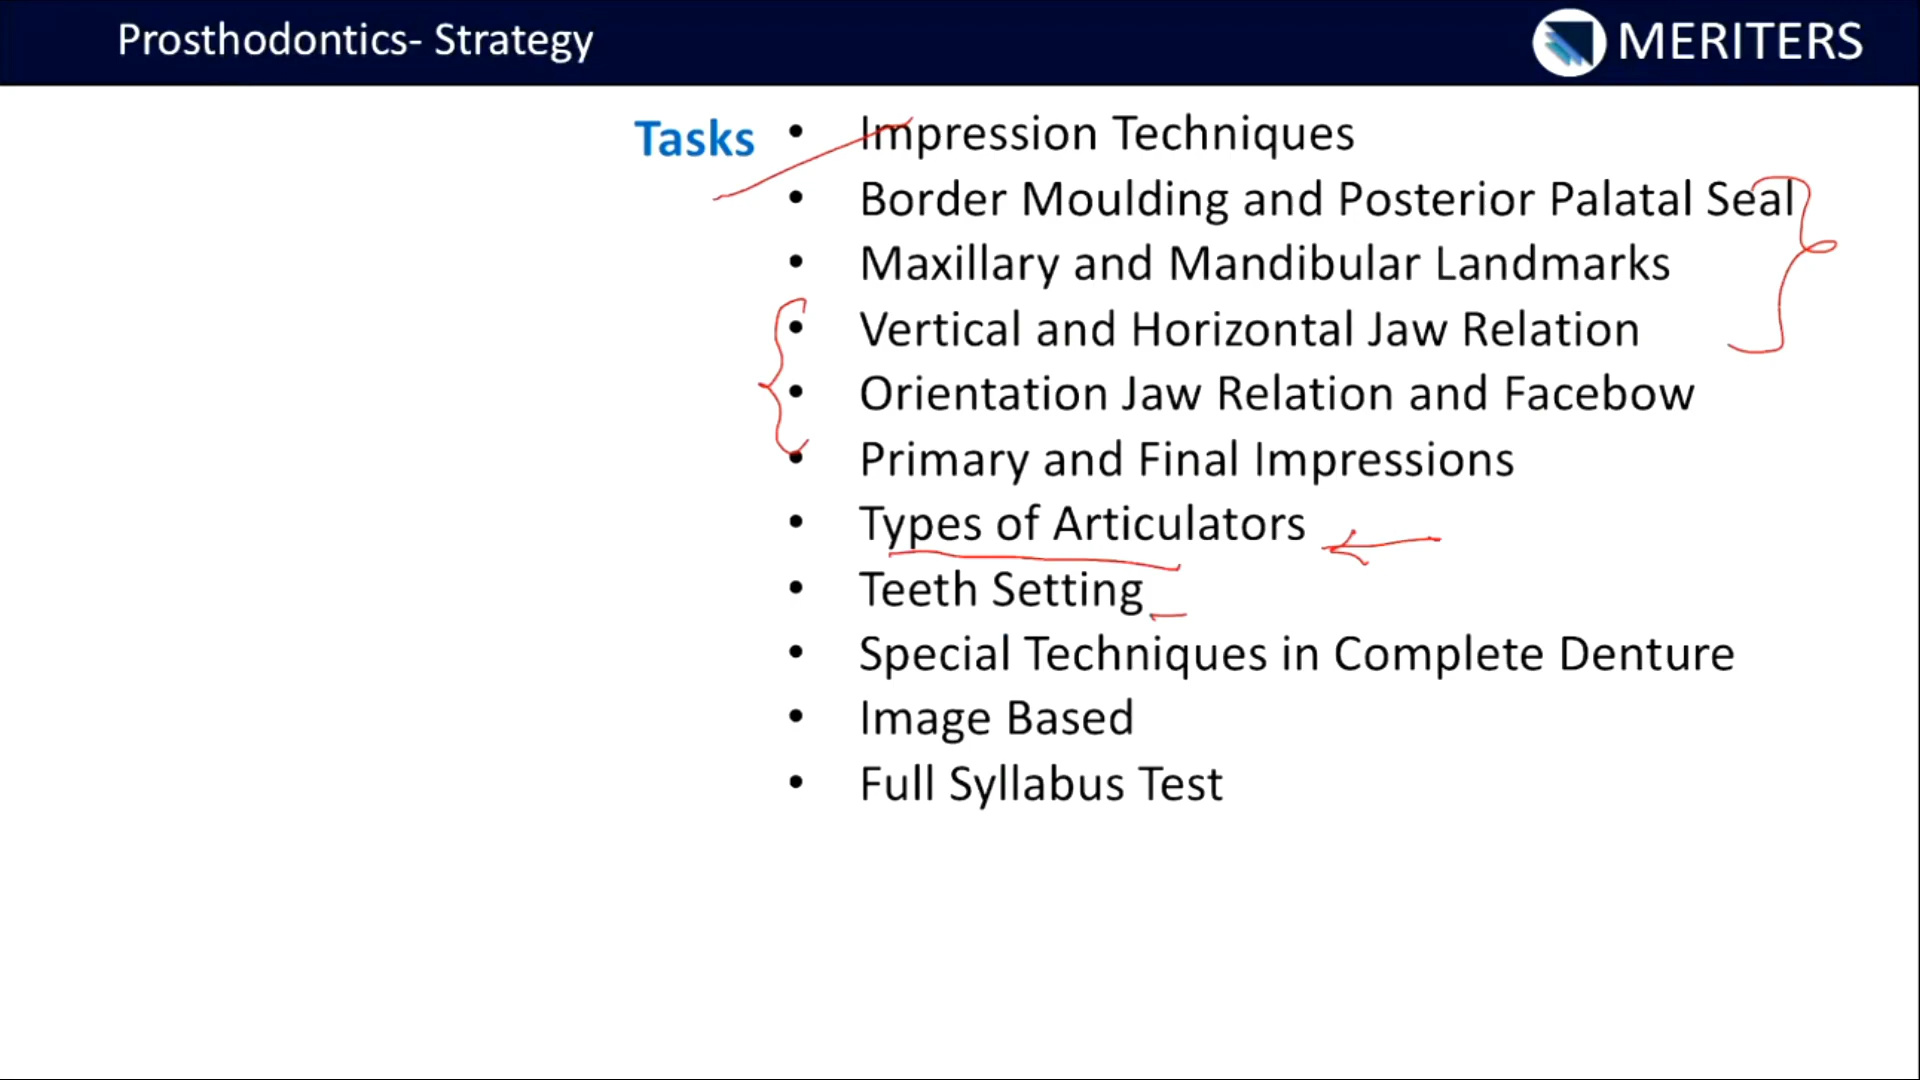 Prosthodontics- Strategy
MERITERS
Tasks
• Impression Techniques
• Border Moulding and Posterior Palatal Seal
• Maxillary and Mandibular Landmarks
• Vertical and Horizontal Jaw Relation
• Orientation Jaw Relation and Facebow
• Primary and Final Impressions
• Types of Articulators
• Teeth Setting
• Special Techniques in Complete Denture
• Image Based
• Full Syllabus Test